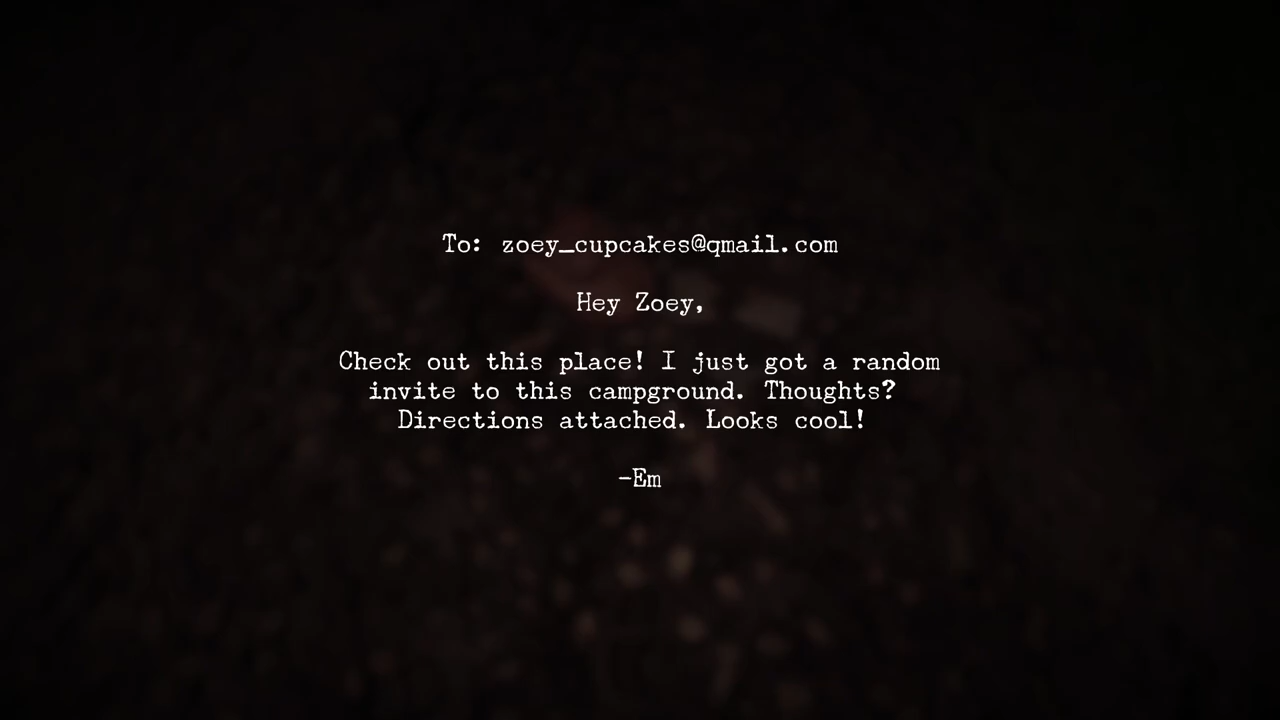 To: zoey_cupcakes@qmail.com
Hey Zoey,
Check out this place! I just got a random
invite to this campground. Thoughts?
Directions attached. Looks cool!
-Em